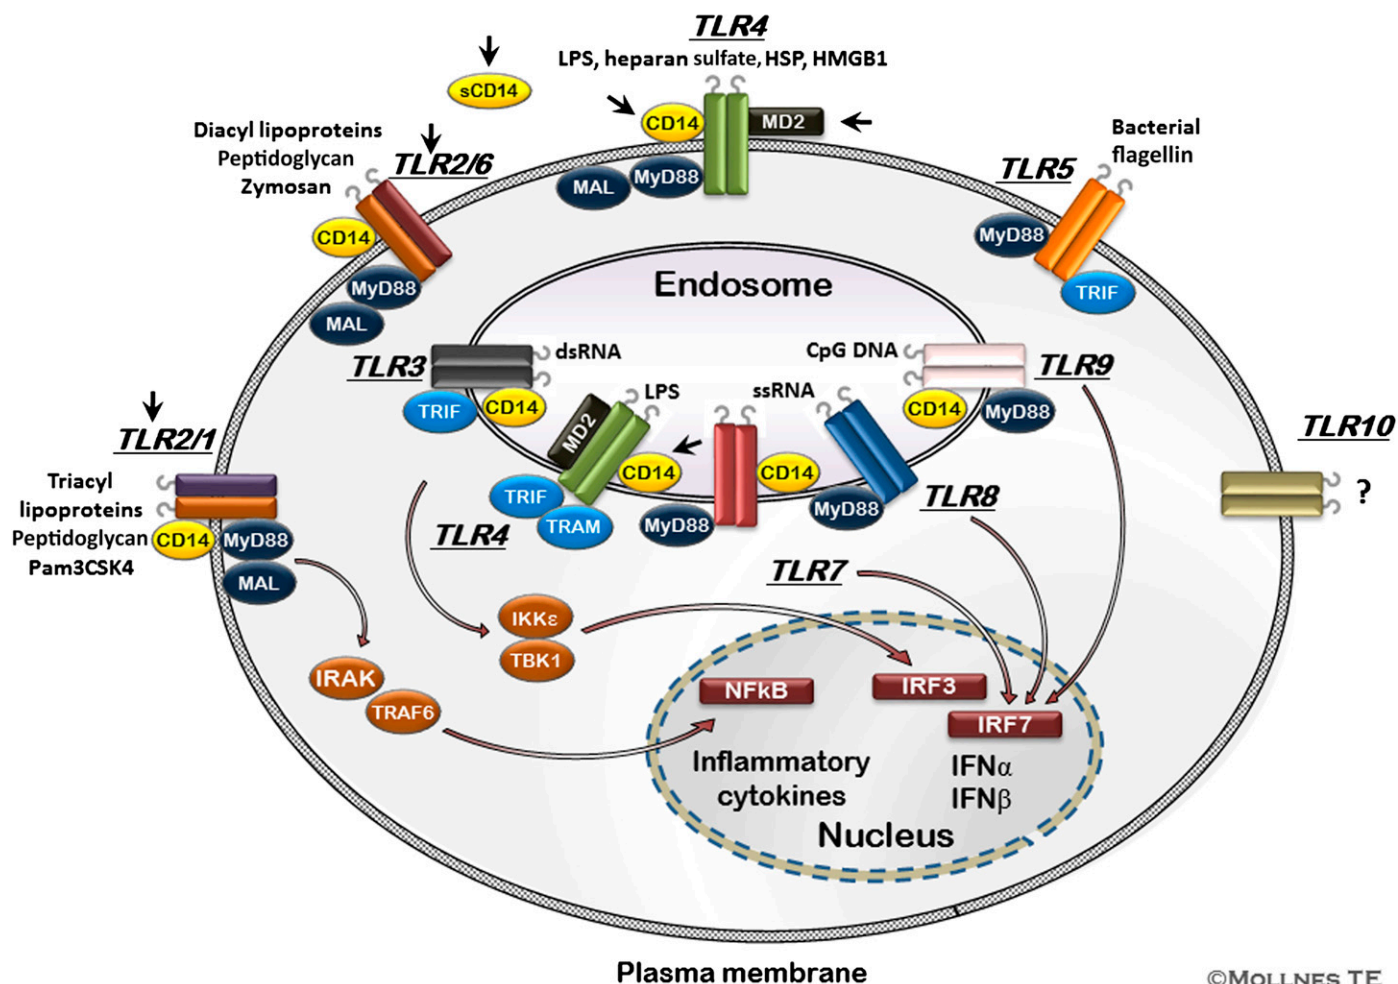 TLR4
LPS, heparan sulfate, HSP, HMGB1
sCD14
CD14
MD2
MAL
MyD88
Diacyl lipoproteins
Peptidoglycan
Zymosan
TLR2/6
CD14
MyD88
MAL
Bacterial
flagellin
TLR5
MyD88
TRIF
Endosome
TLR3
dsRNA
TRIF
CD14
CpG DNA
TLR9
CD14
MyD88
LPS
MD2
CD14
TRIF
TRAM
TLR4
ssRNA
CD14
MyD88
MyD88
TLR8
TLR7
TLR10
?
TLR2/1
Triacyl
lipoproteins
Peptidoglycan
Pam3CSK4
CD14
MyD88
MAL
IRAK
TRAF6
IKKε
TBK1
NFkB
IRF3
IRF7
Inflammatory
cytokines
IFNα
IFNβ
Nucleus
Plasma membrane
©MOLLNES TE